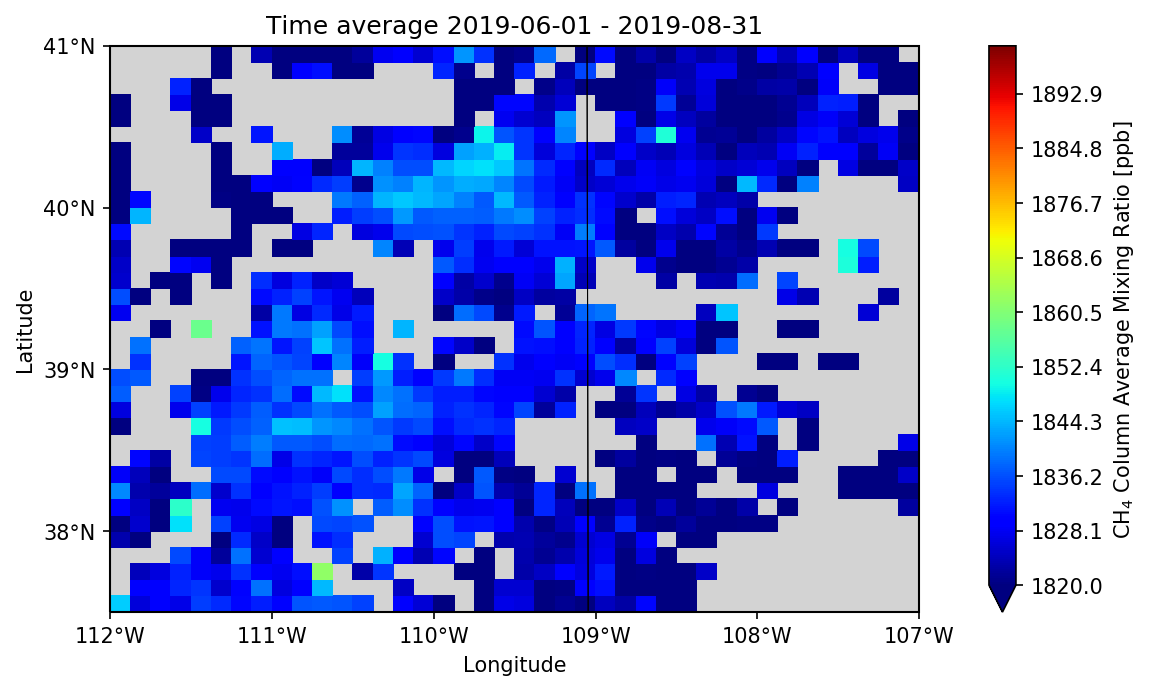 Time average 2019-06-01 - 2019-08-31
41°N
40°N
39°N
38°N
Latitude
112°W
111°W
110°W
109°W
108°W
107°W
Longitude
1892.9
1884.8
1876.7
1868.6
1860.5
1852.4
1844.3
1836.2
1828.1
1820.0
CH₄ Column Average Mixing Ratio [ppb]